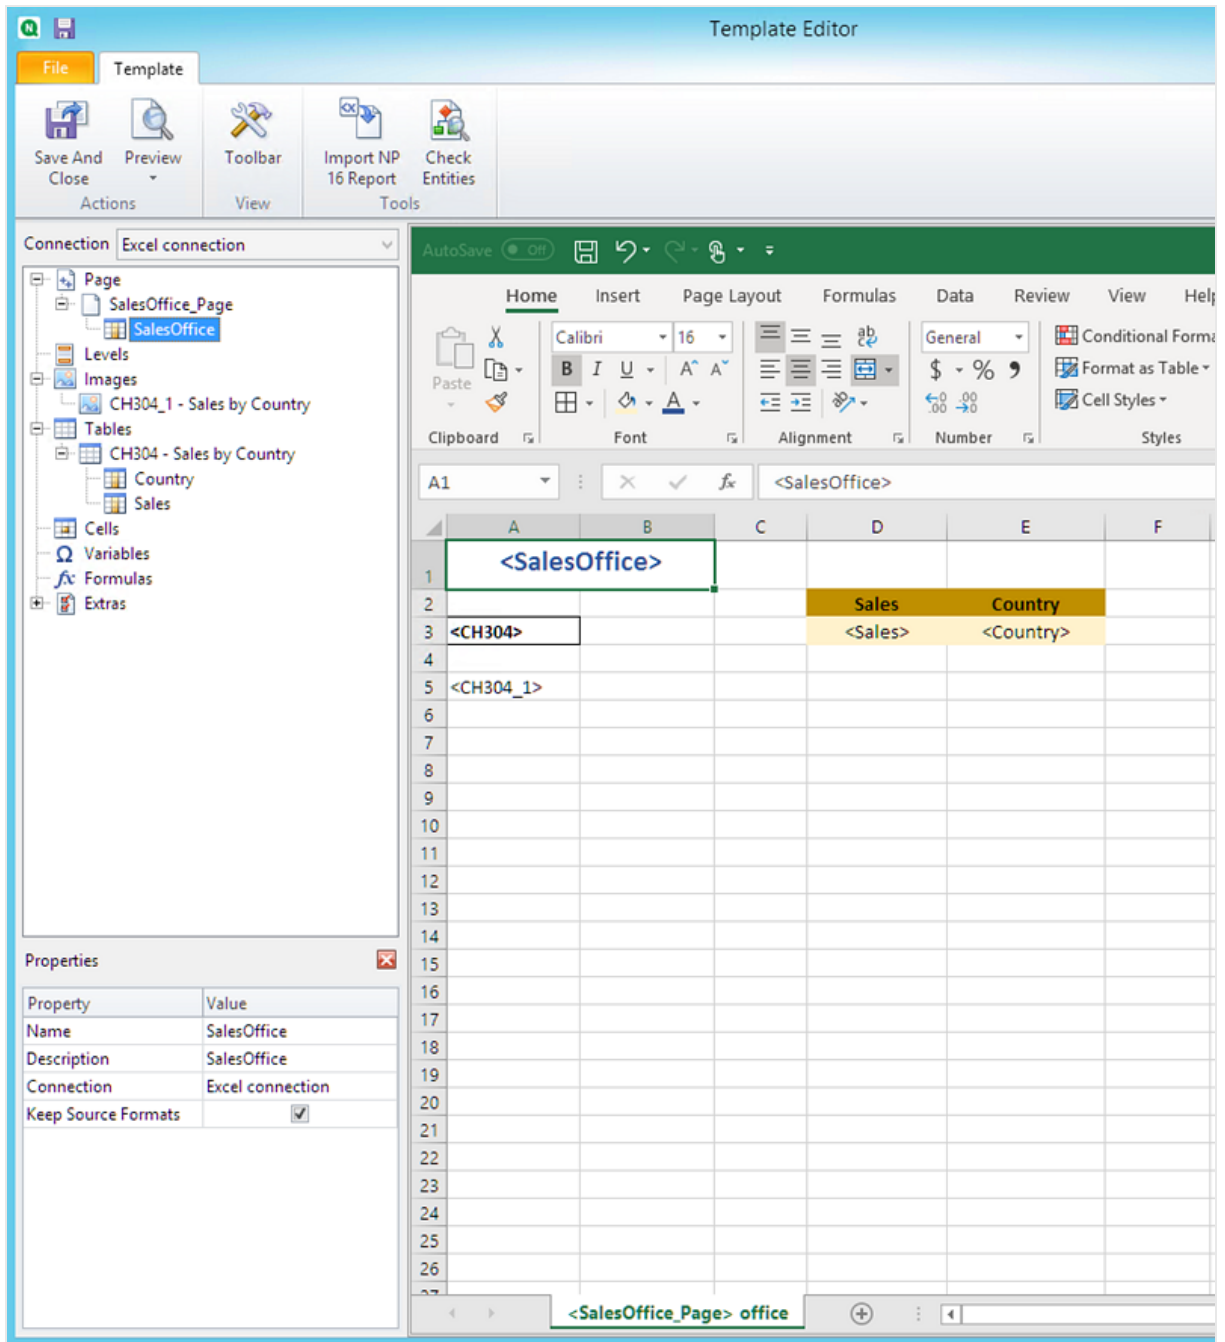 Template Editor
File Template
Save And Close Preview Toolbar Import NP 16 Report Check Entities
Actions View Tools
Connection Excel connection
Page
SalesOffice_Page
SalesOffice
Levels
Images
CH304_1 - Sales by Country
Tables
CH304 - Sales by Country
Country
Sales
Cells
Variables
Formulas
Extras
Properties
Property Value
Name SalesOffice
Description SalesOffice
Connection Excel connection
Keep Source Formats
AutoSave Off
Home Insert Page Layout Formulas Data Review View Help
Paste Calibri 16 B I U A A A ab General $ % Conditional Forma
Format as Table
Cell Styles
Clipboard Font Alignment Number Styles
A1 fx <SalesOffice>
A B C D E F
1 <SalesOffice>
2 Sales Country
3 <CH304> <Sales> <Country>
4
5 <CH304_1>
6
7
8
9
10
11
12
13
14
15
16
17
18
19
20
21
22
23
24
25
26
27
<SalesOffice_Page> office